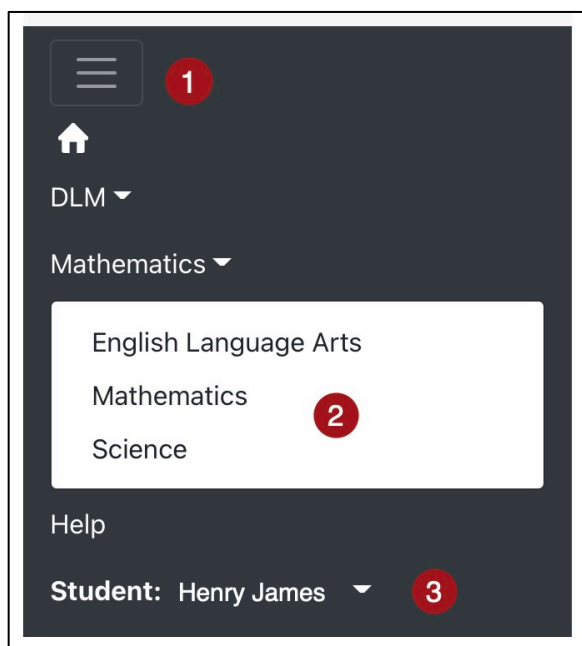 1
DLM
Mathematics
English Language Arts
Mathematics
2
Science
Help
Student: Henry James 3